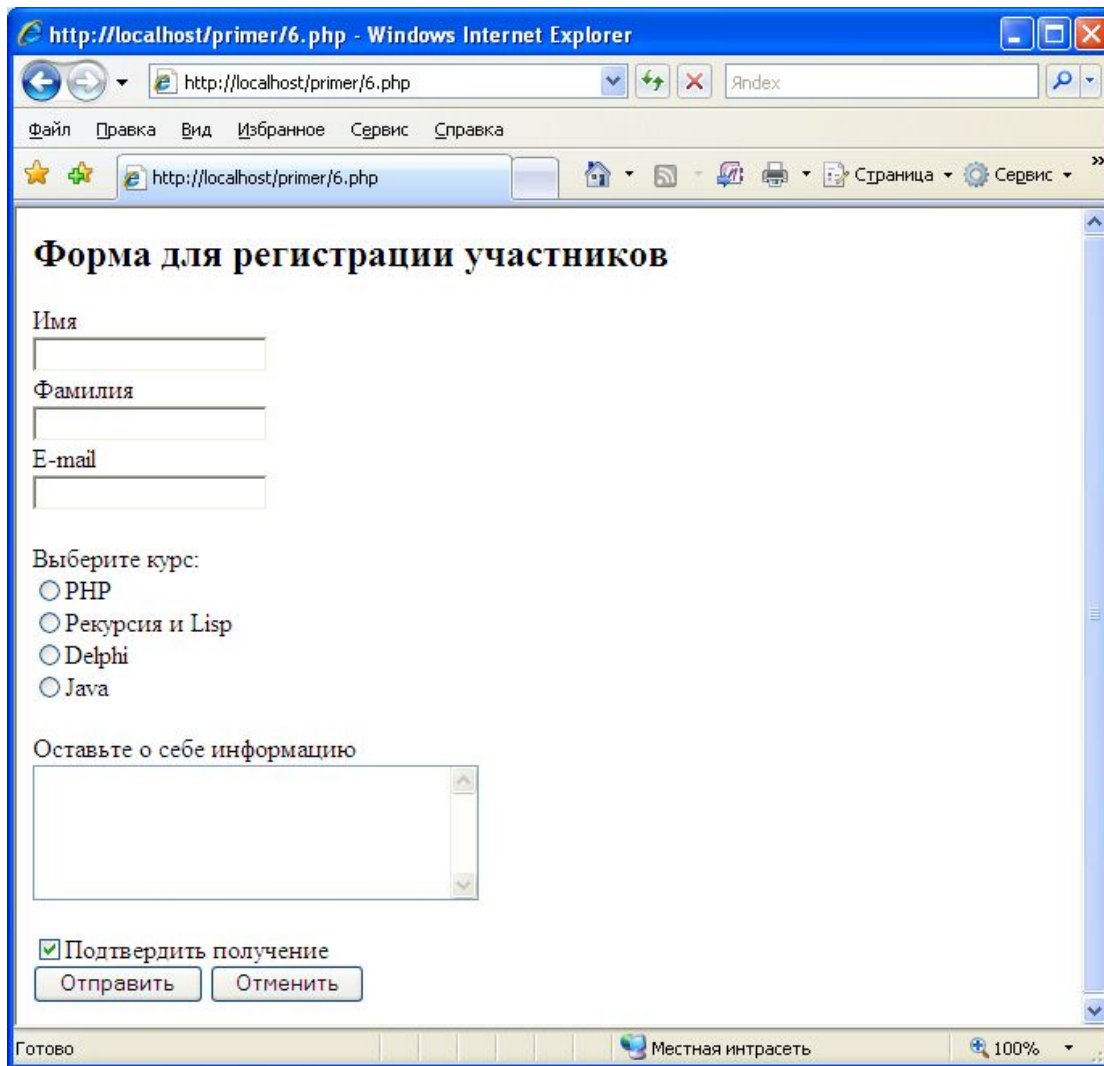 http://localhost/primer/6.php - Windows Internet Explorer
http://localhost/primer/6.php Яndex
Файл Правка Вид Избранное Сервис Справка
http://localhost/primer/6.php Страница Сервис »
Форма для регистрации участников
Имя
Фамилия
E-mail
Выберите курс:
PHP
Рекурсия и Lisp
Delphi
Java
Оставьте о себе информацию
Подтвердить получение
Отправить Отменить
Готово Местная интрасеть 100%